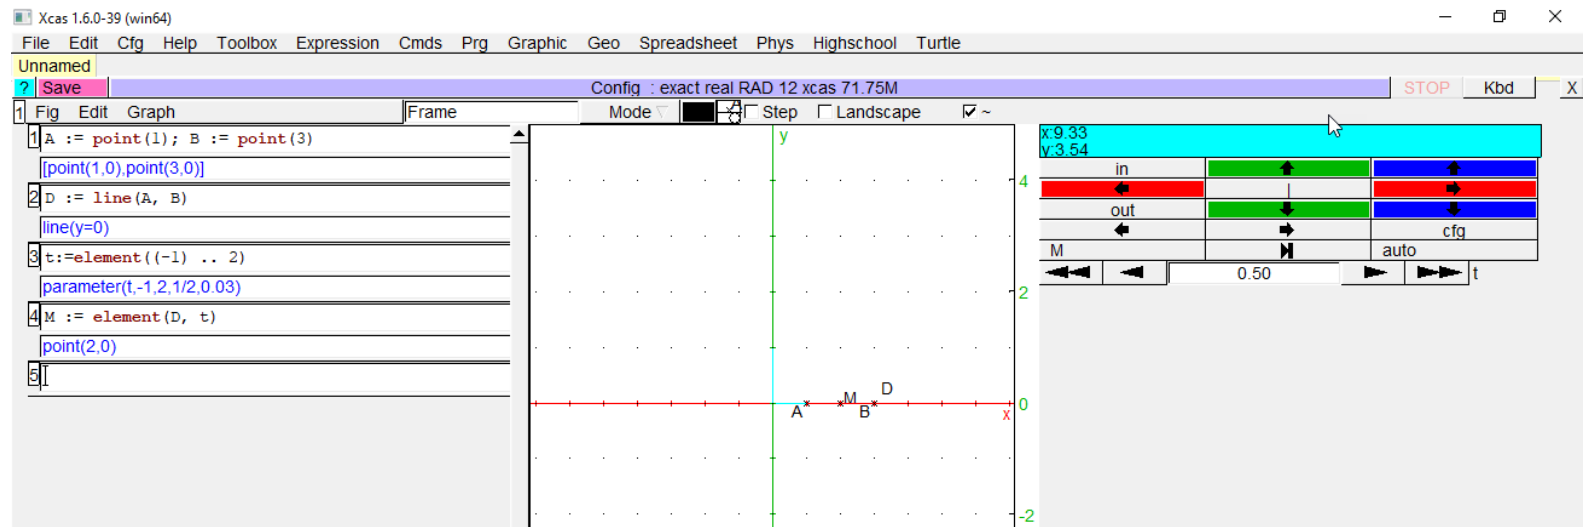 Xcas 1.6.0-39 (win64)
File Edit Cfg Help Toolbox Expression Cmds Prg Graphic Geo Spreadsheet Phys Highschool Turtle
Unnamed
? Save Config : exact real RAD 12 xcas 71.75M STOP Kbd X
1 Fig Edit Graph Frame Mode Step Landscape ~
1 A := point(1); B := point(3)
[point(1,0),point(3,0)]
2 D := line(A, B)
line(y=0)
3 t:=element((-1) .. 2)
parameter(t,-1,2,1/2,0.03)
4 M := element(D, t)
point(2,0)
5
y
4
2
0
-2
x
A
M
B
D
x:9.33
y:3.54
in
|
out
cfg
M auto
0.50 t